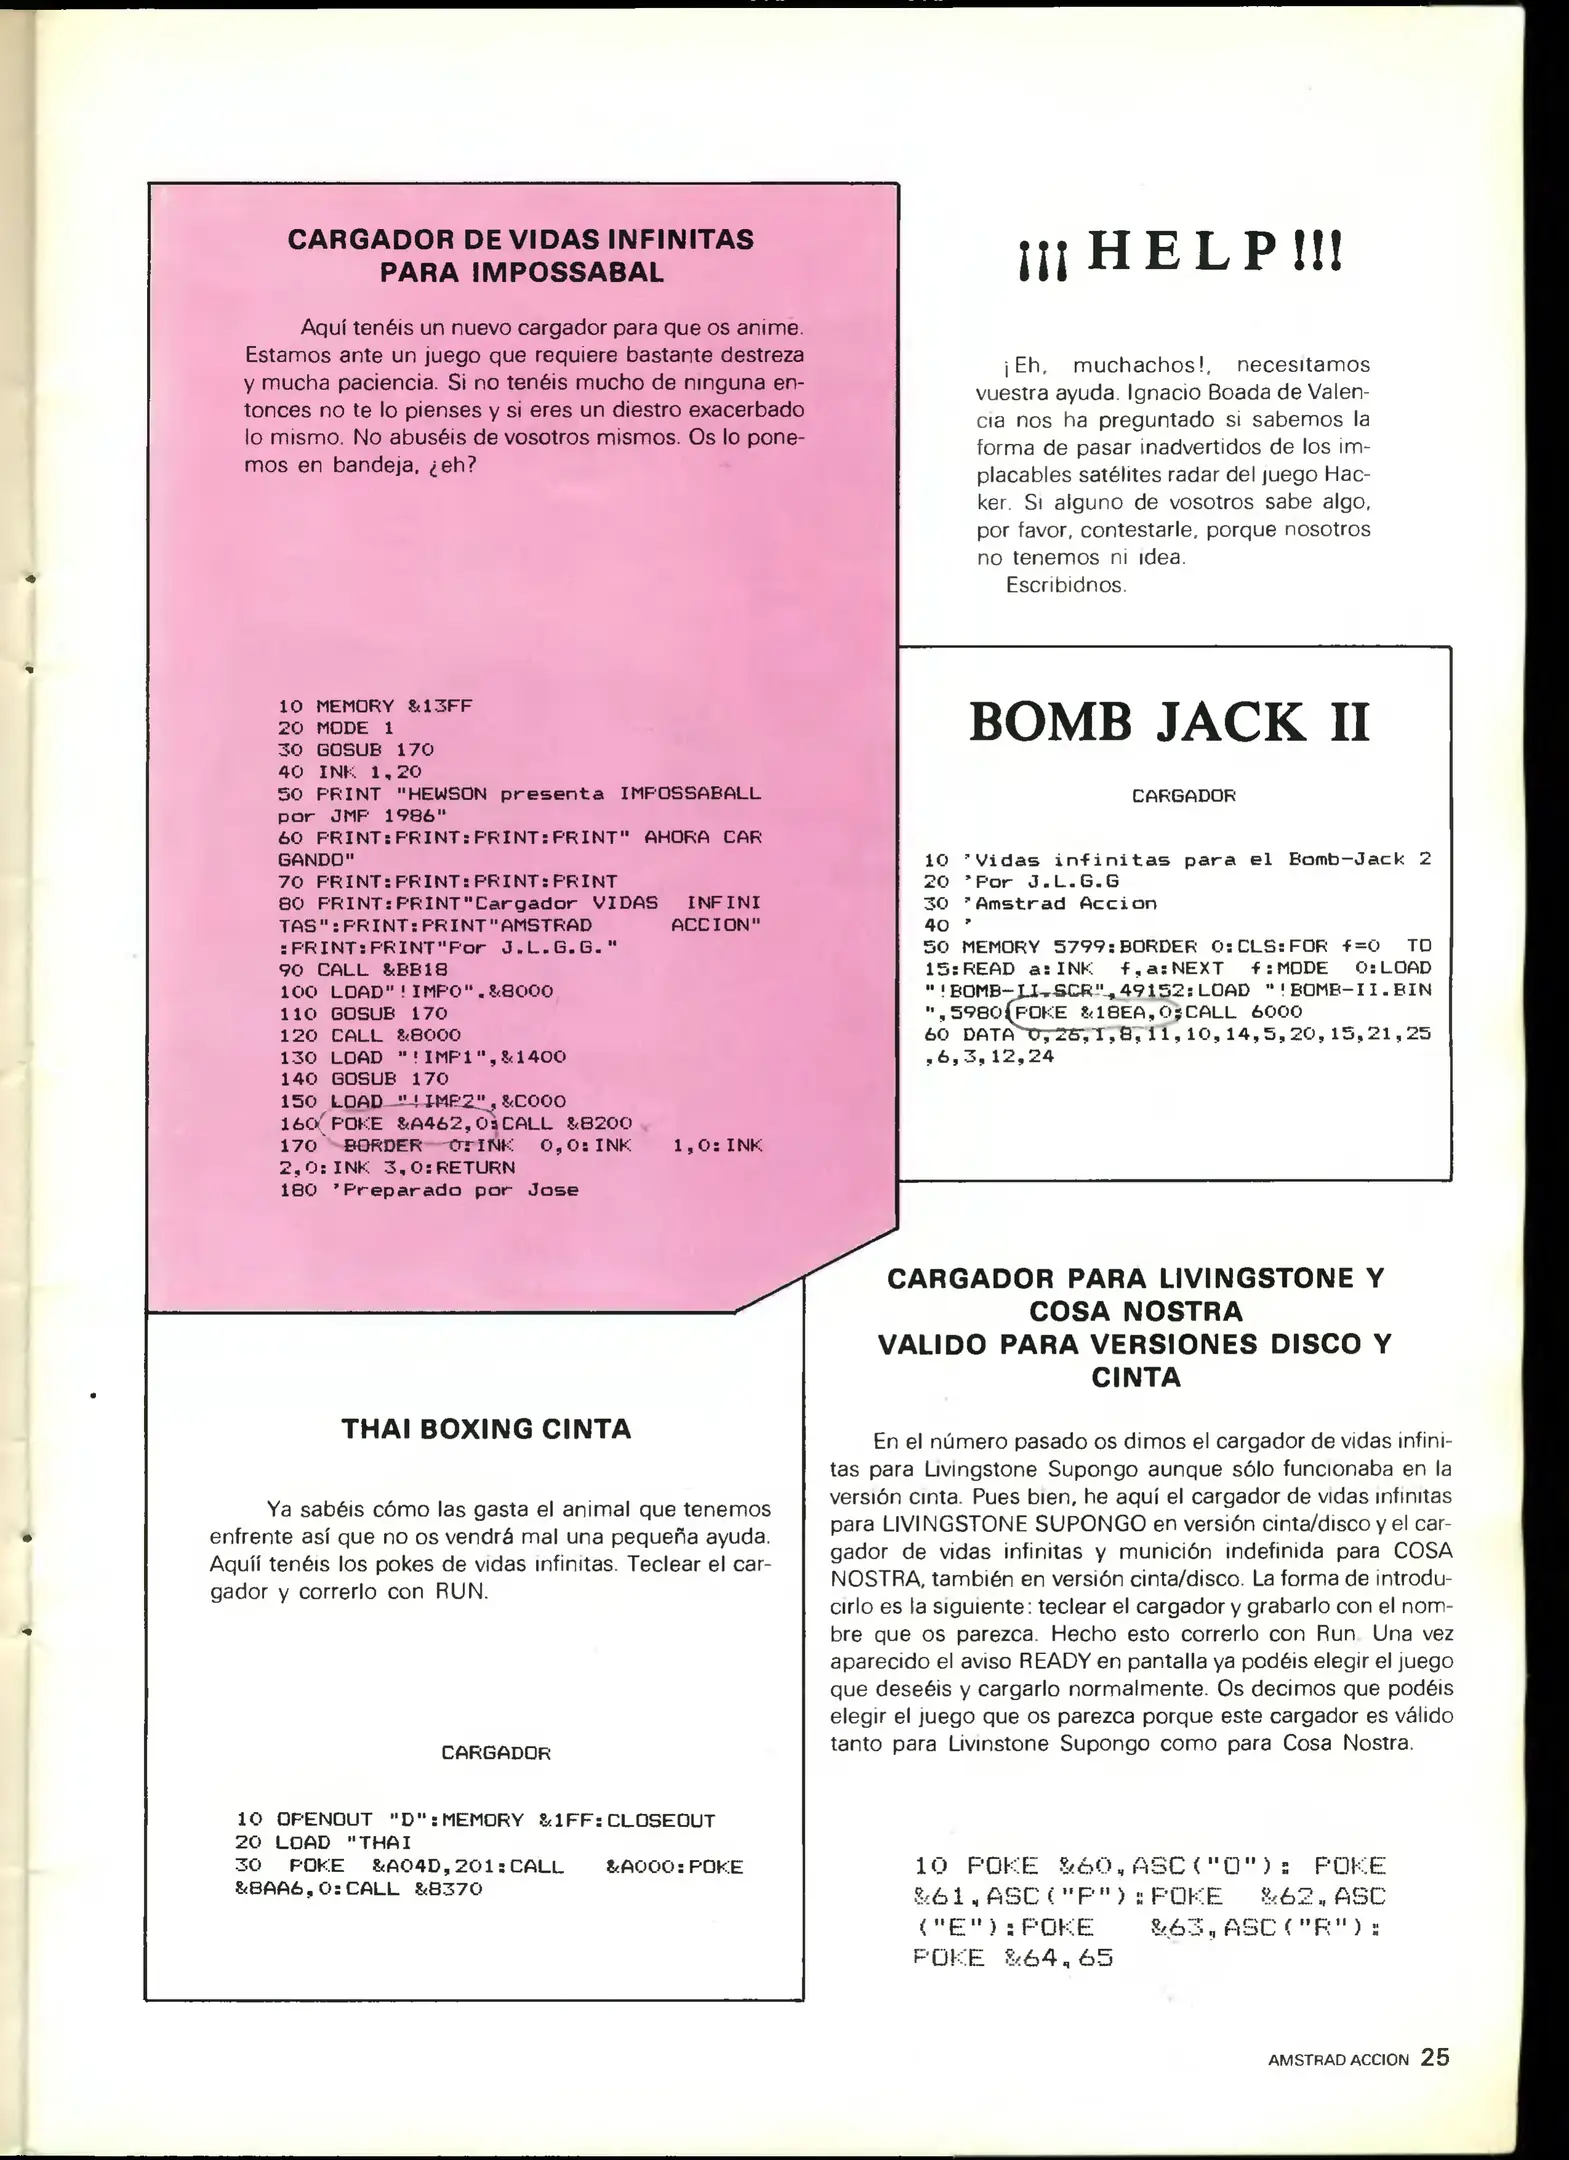 CARGADOR DE VIDAS INFINITAS
PARA IMPOSSABAL
Aquí tenéis un nuevo cargador para que os anime.
Estamos ante un juego que requiere bastante destreza
y mucha paciencia. Si no tenéis mucho de ninguna en-
tonces no te lo pienses y si eres un diestro exacerbado
lo mismo. No abuséis de vosotros mismos. Os lo pone-
mos en bandeja, ¿eh?
10 MEMORY &13FF
20 MODE 1
30 GOSUB 170
40 INK 1,20
50 PRINT "HEWSON presenta IMPOSSABALL
por JMP 1986"
60 PRINT:PRINT:PRINT:PRINT" AHORA CAR
GANDO"
70 PRINT:PRINT:PRINT:PRINT
80 PRINT:PRINT"Cargador VIDAS INFINI
TAS":PRINT:PRINT"AMSTRAD ACCION"
:PRINT:PRINT"Por J.L.G.G."
90 CALL &BB18
100 LOAD"!IMPO",&8000
110 GOSUB 170
120 CALL &8000
130 LOAD "!IMP1",&1400
140 GOSUB 170
150 LOAD "!IMP2",&C000
160 POKE &A462,0:CALL &8200
170 BORDER 0:INK 0,0:INK 1,0:INK
2,0:INK 3,0:RETURN
180 'Preparado por Jose
¡¡¡HELP!!!
¡Eh, muchachos!, necesitamos
vuestra ayuda. Ignacio Boada de Valen-
cia nos ha preguntado si sabemos la
forma de pasar inadvertidos de los im-
placables satélites radar del juego Hac-
ker. Si alguno de vosotros sabe algo,
por favor, contestarle, porque nosotros
no tenemos ni idea.
Escribidnos.
BOMB JACK II
CARGADOR
10 'Vidas infinitas para el Bomb-Jack 2
20 'Por J.L.G.G
30 'Amstrad Accion
40 '
50 MEMORY 5799:BORDER 0:CLS:FOR f=0 TO
15:READ a:INK f,a:NEXT f:MODE 0:LOAD
"!BOMB-II.SCR",49152:LOAD "!BOMB-II.BIN
",5980:POKE &18EA,0:CALL 6000
60 DATA 0,26,1,8,11,10,14,5,20,15,21,25
,6,3,12,24
THAI BOXING CINTA
Ya sabéis cómo las gasta el animal que tenemos
enfrente así que no os vendrá mal una pequeña ayuda.
Aquíí tenéis los pokes de vidas infinitas. Teclear el car-
gador y correrlo con RUN.
CARGADOR
10 OPENOUT "D":MEMORY &1FF:CLOSEOUT
20 LOAD "THAI
30 POKE &A04D,201:CALL &A000:POKE
&8AA6,0:CALL &8370
CARGADOR PARA LIVINGSTONE Y
COSA NOSTRA
VALIDO PARA VERSIONES DISCO Y
CINTA
En el número pasado os dimos el cargador de vidas infini-
tas para Livingstone Supongo aunque sólo funcionaba en la
versión cinta. Pues bien, he aquí el cargador de vidas infinitas
para LIVINGSTONE SUPONGO en versión cinta/disco y el car-
gador de vidas infinitas y munición indefinida para COSA
NOSTRA, también en versión cinta/disco. La forma de introdu-
cirlo es la siguiente: teclear el cargador y grabarlo con el nom-
bre que os parezca. Hecho esto correrlo con Run. Una vez
aparecido el aviso READY en pantalla ya podéis elegir el juego
que deseéis y cargarlo normalmente. Os decimos que podéis
elegir el juego que os parezca porque este cargador es válido
tanto para Livinstone Supongo como para Cosa Nostra.
10 POKE &60,ASC("O"): POKE
&61,ASC("P"):POKE &62,ASC
("E"):POKE &63,ASC("R"):
POKE &64,65
AMSTRAD ACCION 25